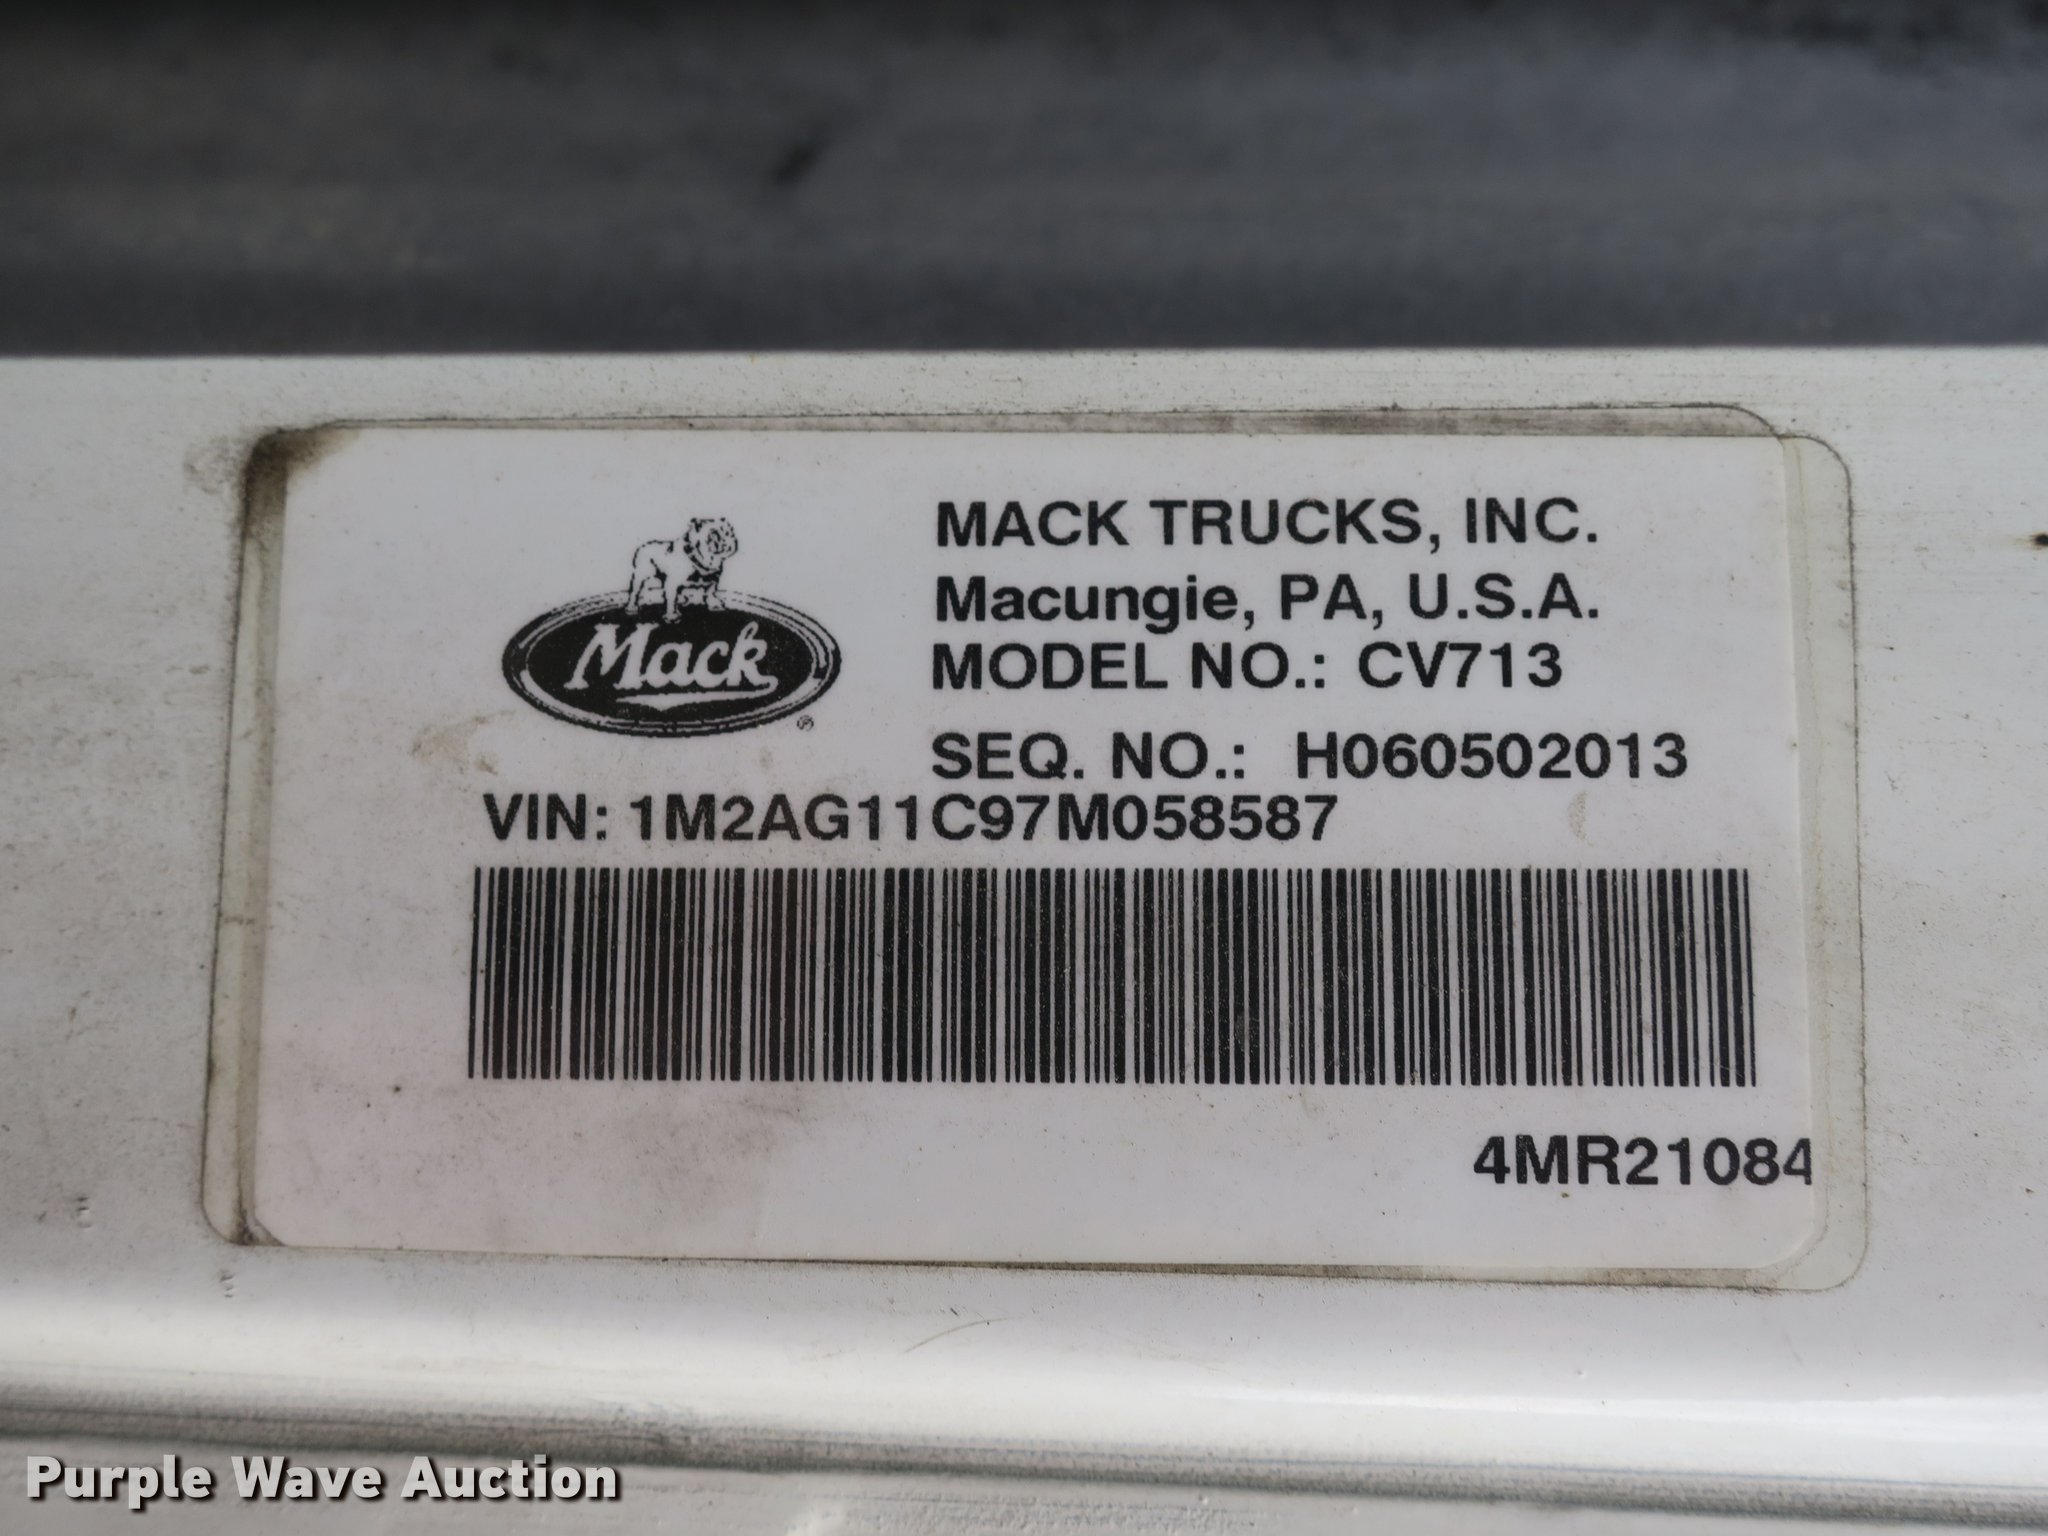 MACK TRUCKS, INC.
Macungie, PA, U.S.A.
MODEL NO.: CV713
Mack
®
SEQ. NO.: H060502013
VIN: 1M2AG11C97M058587
4MR21084
Purple Wave Auction